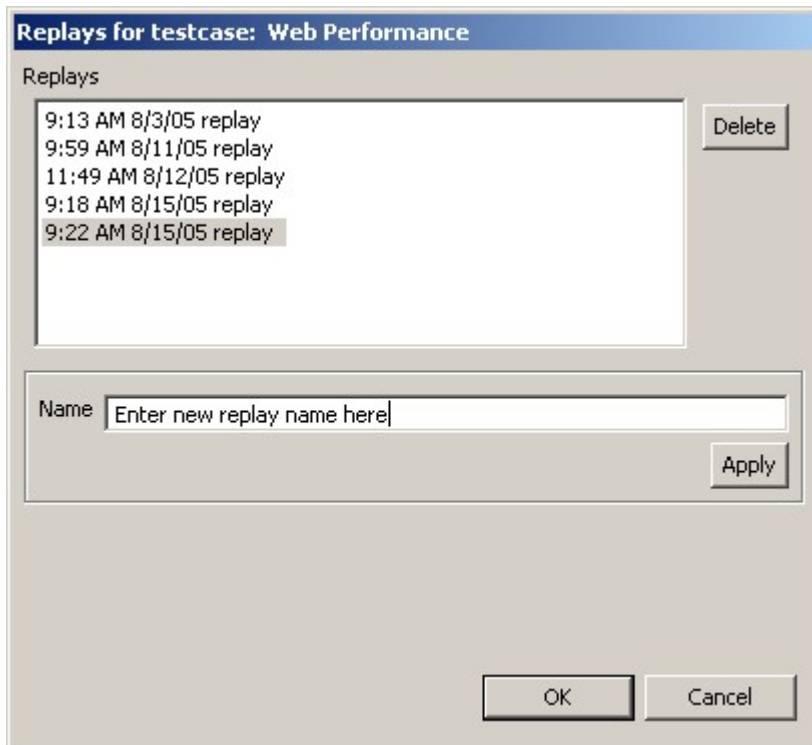 Replays for testcase: Web Performance
Replays
9:13 AM 8/3/05 replay
Delete
9:59 AM 8/11/05 replay
11:49 AM 8/12/05 replay
9:18 AM 8/15/05 replay
9:22 AM 8/15/05 replay
Name
Enter new replay name here
Apply
OK
Cancel